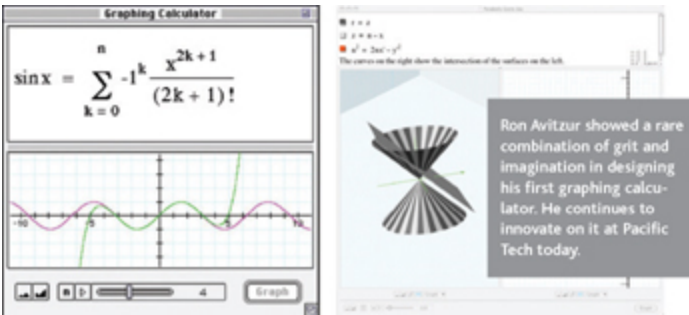 Graphing Calculator
n
sin x = Σ -1^k x^{2k+1} / (2k + 1)!
k = 0
-10 -5 5 10
n 4 Graph
The curves on the right show the intersection of the surfaces on the left.
Ron Avitzur showed a rare
combination of grit and
imagination in designing
his first graphing calcu-
lator. He continues to
innovate on it at Pacific
Tech today.